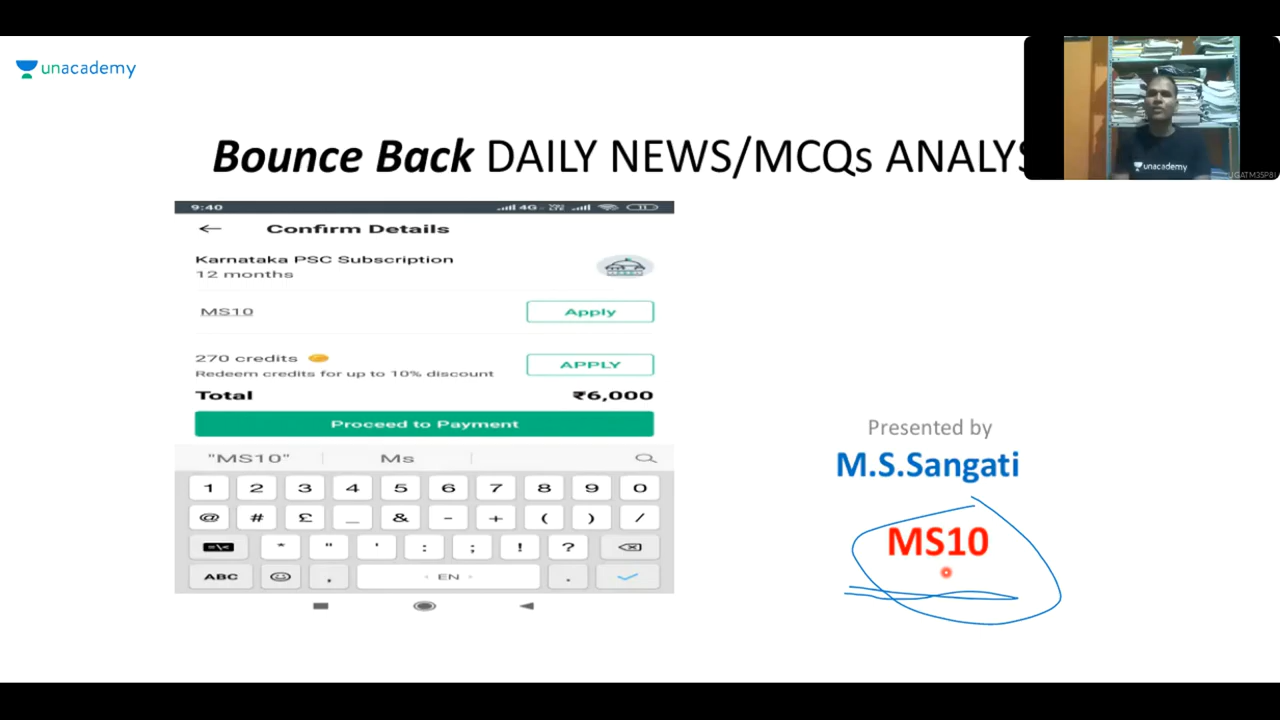 unacademy
Bounce Back DAILY NEWS/MCQs ANALYS
unacademy
9:40
4G
Confirm Details
Karnataka PSC Subscription
12 months
MS10
Apply
270 credits
APPLY
Redeem credits for up to 10% discount
Total
₹6,000
Proceed to Payment
"MS10" Ms
1 2 3 4 5 6 7 8 9 0
@ # £ _ & - + ( ) /
=\< * " ' : ; ! ?
ABC , EN .
Presented by
M.S.Sangati
MS10